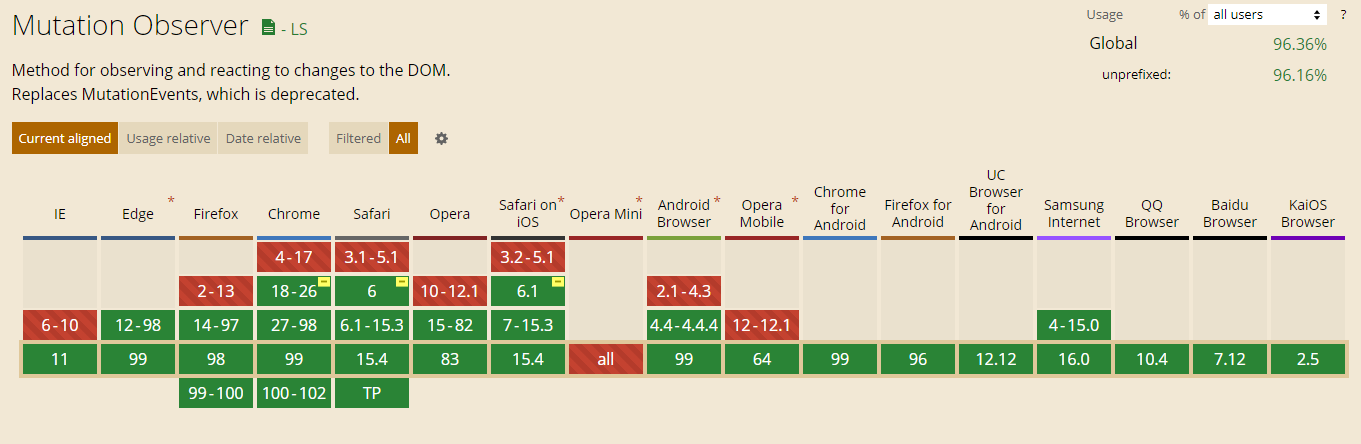 Mutation Observer - LS
Usage % of all users ?
Global 96.36%
unprefixed: 96.16%
Method for observing and reacting to changes to the DOM.
Replaces MutationEvents, which is deprecated.
Current aligned Usage relative Date relative Filtered All
IE
Edge *
Firefox
Chrome
Safari
Opera
Safari on *
iOS
Opera Mini *
Android *
Browser
Opera *
Mobile
Chrome
for
Android
Firefox for
Android
UC
Browser
for
Android
Samsung
Internet
QQ
Browser
Baidu
Browser
KaiOS
Browser
4-17 3.1-5.1 3.2-5.1
2-13 18-26 6 10-12.1 6.1 2.1-4.3
6-10 12-98 14-97 27-98 6.1-15.3 15-82 7-15.3 4.4-4.4.4 12-12.1 4-15.0
11 99 98 99 15.4 83 15.4 all 99 64 99 96 12.12 16.0 10.4 7.12 2.5
99-100 100-102 TP